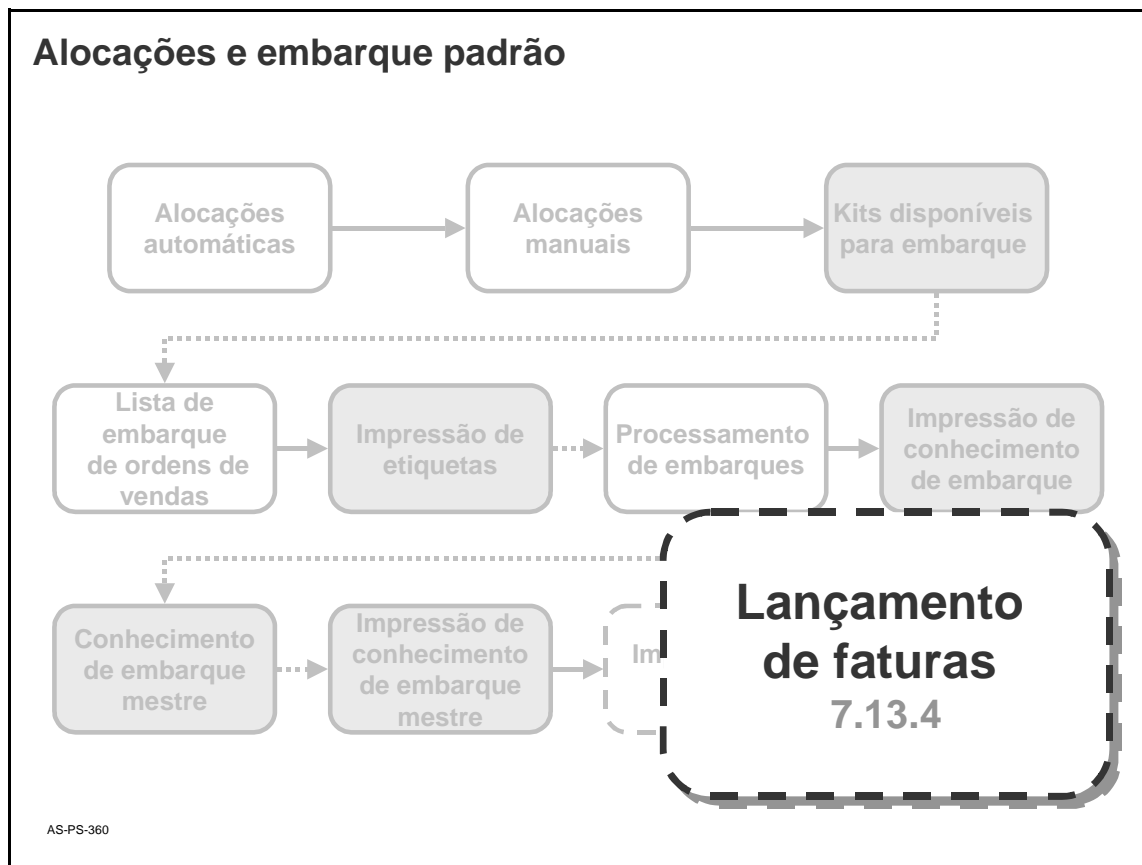 Alocações e embarque padrão
Alocações
automáticas
Alocações
manuais
Kits disponíveis
para embarque
Lista de
embarque
de ordens de
vendas
Impressão de
etiquetas
Processamento
de embarques
Impressão de
conhecimento
de embarque
Conhecimento
de embarque
mestre
Impressão de
conhecimento
de embarque
mestre
Lançamento
de faturas
7.13.4
AS-PS-360